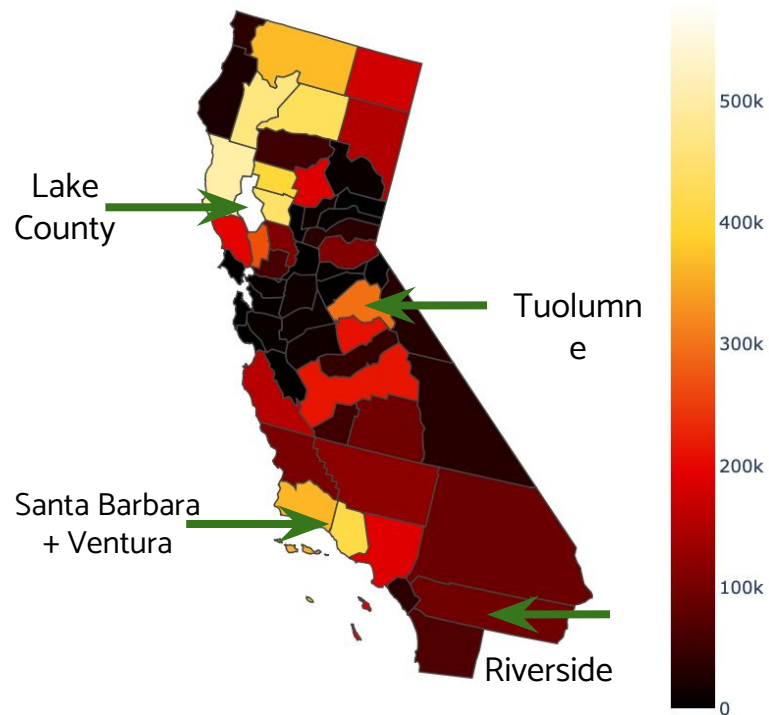 500k
Lake
County
400k
Tuolumn
e
300k
200k
Santa Barbara
+ Ventura
100k
Riverside
0